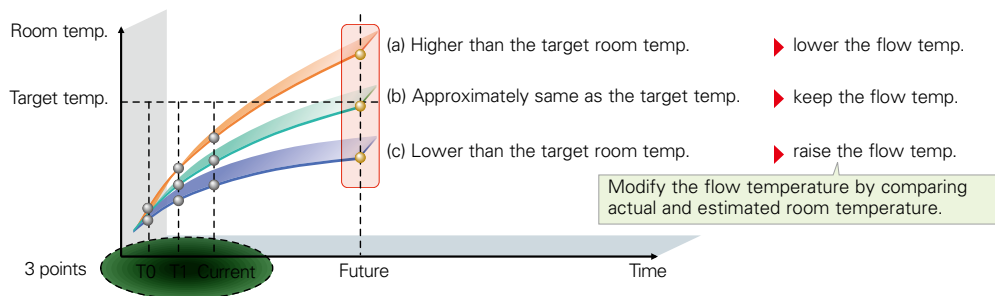 Room temp.
(a) Higher than the target room temp.
lower the flow temp.
Target temp.
(b) Approximately same as the target temp.
keep the flow temp.
(c) Lower than the target room temp.
raise the flow temp.
Modify the flow temperature by comparing
actual and estimated room temperature.
3 points
T0 T1 Current
Future
Time